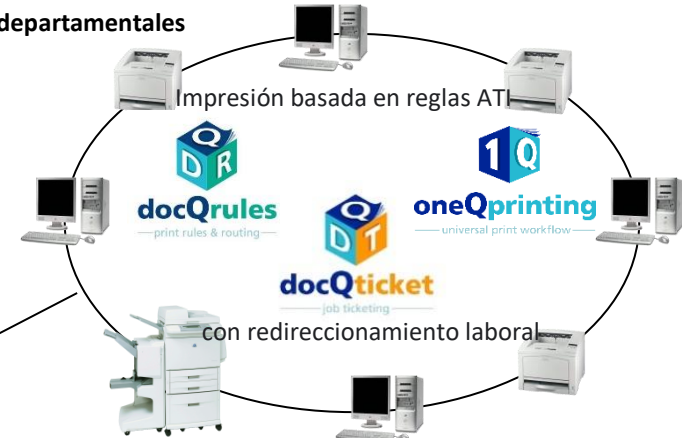 departamentales
Impresión basada en reglas ATI
Q
D R
docQrules
print rules & routing
1Q
oneQprinting
universal print workflow
Q
D T
docQticket
job ticketing
con redireccionamiento laboral